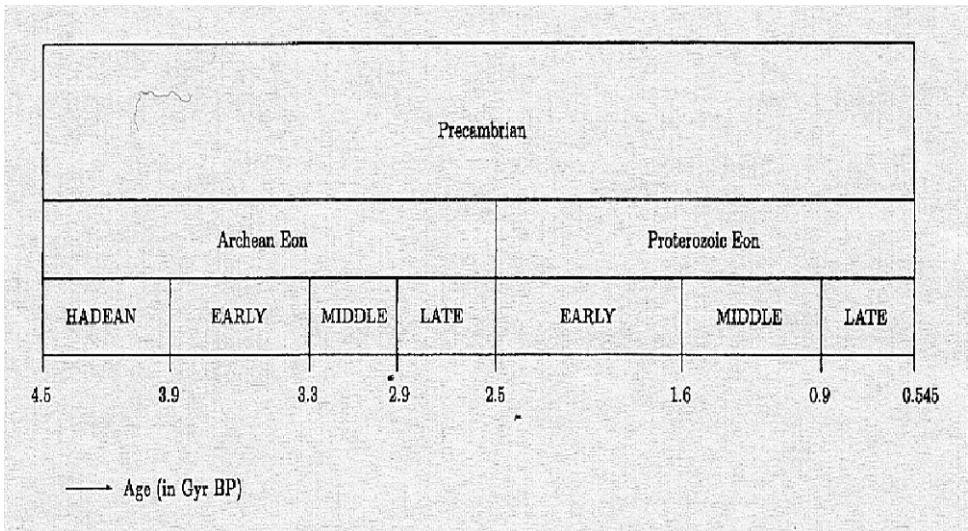 Precambrian
Archean Eon Proterozoic Eon
HADEAN EARLY MIDDLE LATE EARLY MIDDLE LATE
4.5 3.9 3.3 2.9 2.5 1.6 0.9 0.545
Age (in Gyr BP)